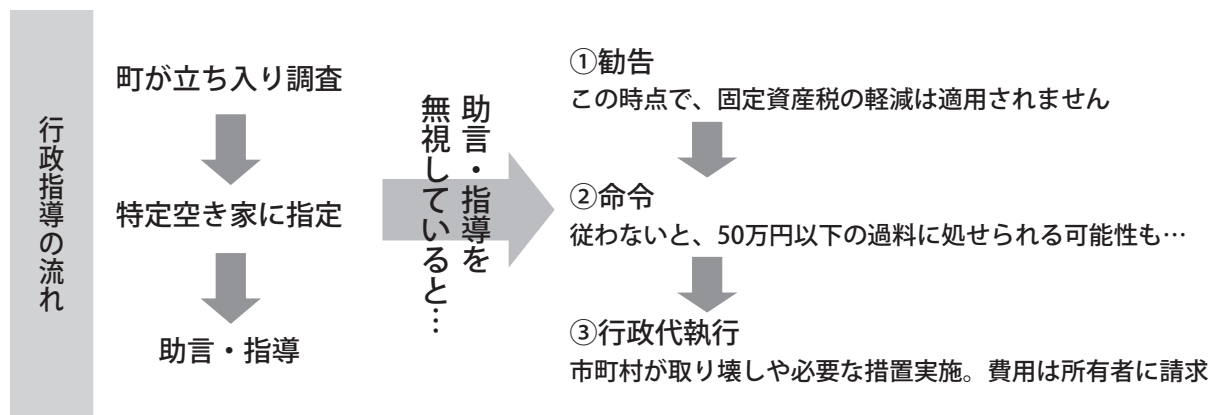 行政指導の流れ
町が立ち入り調査
特定空き家に指定
助言・指導
助言・指導を
無視していると…
①勧告
この時点で、固定資産税の軽減は適用されません
②命令
従わないと、50万円以下の過料に処せられる可能性も…
③行政代執行
市町村が取り壊しや必要な措置実施。費用は所有者に請求